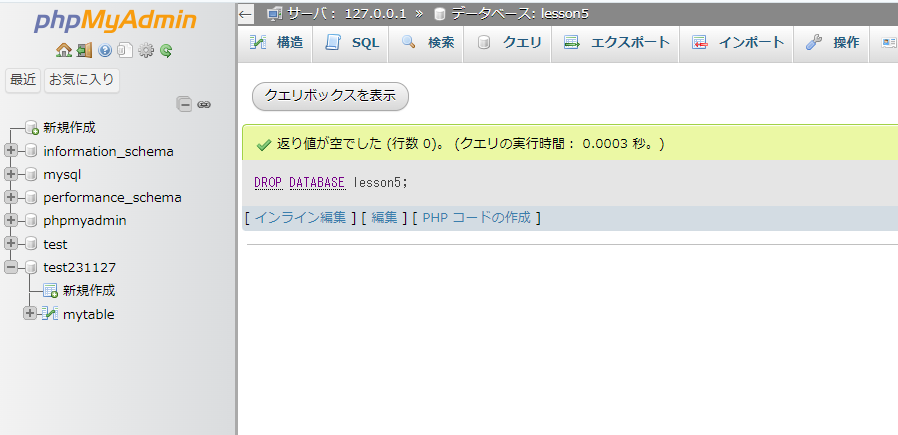 phpMyAdmin
最近 お気に入り
新規作成
information_schema
mysql
performance_schema
phpmyadmin
test
test231127
新規作成
mytable
サーバ: 127.0.0.1 » データベース: lesson5
構造 SQL 検索 クエリ エクスポート インポート 操作
クエリボックスを表示
返り値が空でした (行数 0)。 (クエリの実行時間: 0.0003 秒。)
DROP DATABASE lesson5;
[ インライン編集 ] [ 編集 ] [ PHP コードの作成 ]